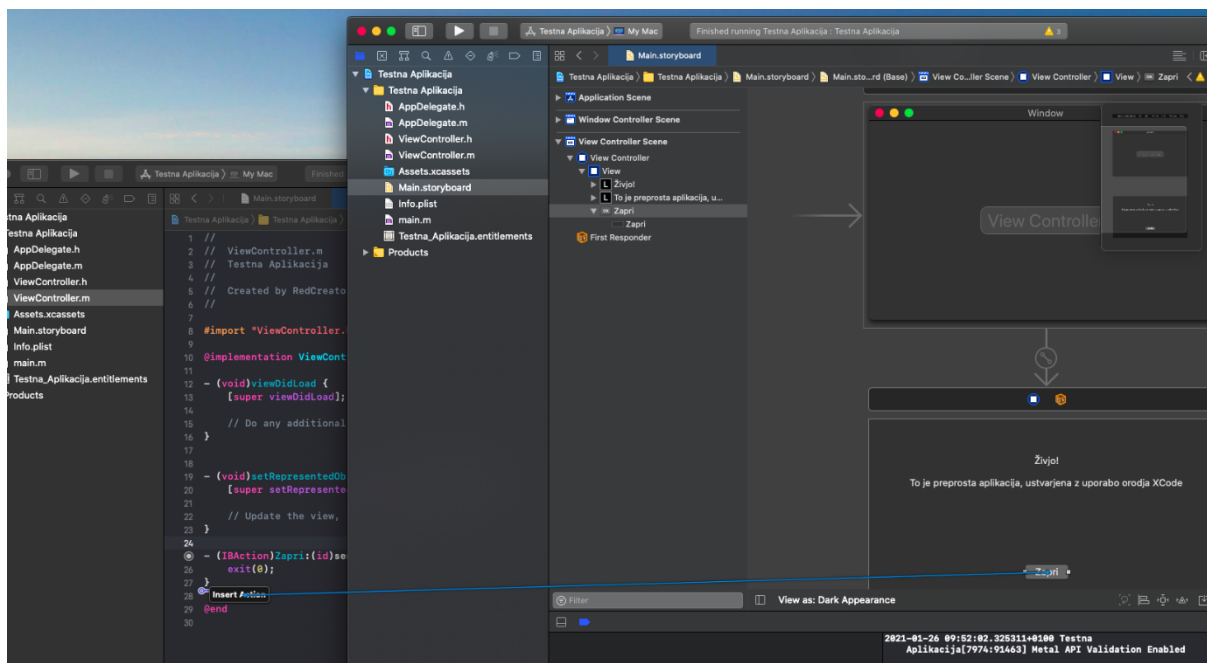 Testna Aplikacija
My Mac
Finished running Testna Aplikacija : Testna Aplikacija
3
Main.storyboard
Testna Aplikacija
Testna Aplikacija
AppDelegate.h
AppDelegate.m
ViewController.h
ViewController.m
Assets.xcassets
Main.storyboard
Info.plist
main.m
Testna_Aplikacija.entitlements
Products
Testna Aplikacija
Testna Aplikacija
Main.storyboard
Main.sto...rd (Base)
View Co...ller Scene
View Controller
View
Zapri
Application Scene
Window Controller Scene
View Controller Scene
View Controller
View
L Živjo!
L To je preprosta aplikacija, u...
Zapri
Zapri
First Responder
Window
View Controlle
Živjo!
To je preprosta aplikacija, ustvarjena z uporabo orodja XCode
Zapri
Filter
View as: Dark Appearance
2021-01-26 09:52:02.325311+0100 Testna
Aplikacija[7974:91463] Metal API Validation Enabled
Testna Aplikacija
My Mac
Finished
Main.storyboard
Testna Aplikacija
Testna Aplikacija
stna Aplikacija
Testna Aplikacija
AppDelegate.h
AppDelegate.m
ViewController.h
ViewController.m
Assets.xcassets
Main.storyboard
Info.plist
main.m
Testna_Aplikacija.entitlements
Products
1 //
2 // ViewController.m
3 // Testna Aplikacija
4 //
5 // Created by RedCreato
6 //
7
8 #import "ViewController.
9
10 @implementation ViewCont
11
12 - (void)viewDidLoad {
13 [super viewDidLoad];
14
15 // Do any additional
16 }
17
18
19 - (void)setRepresentedOb
20 [super setRepresente
21
22 // Update the view,
23 }
24
- (IBAction)Zapri:(id)se
26 exit(0);
27 }
28 Insert Action
29 @end
30